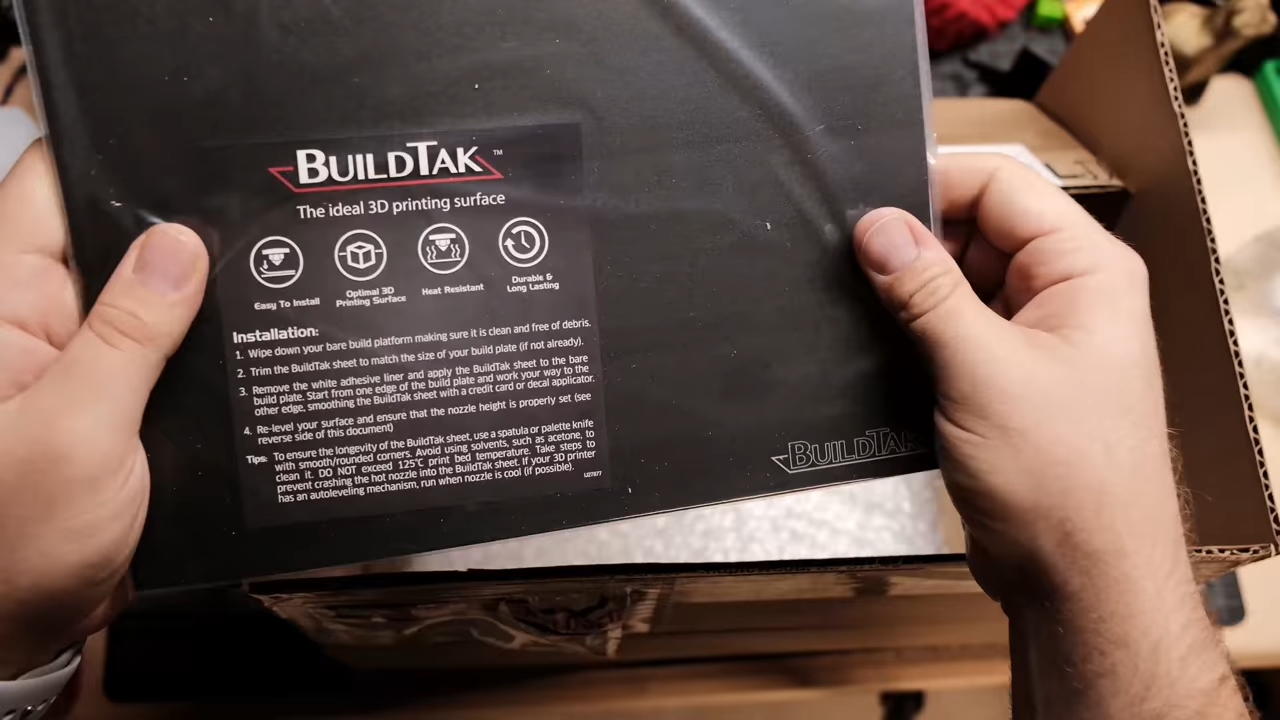 BUILDTAK™
The ideal 3D printing surface
Easy To Install
Optimal 3D
Printing Surface
Heat Resistant
Durable &
Long Lasting
Installation:
1. Wipe down your bare build platform making sure it is clean and free of debris.
2. Trim the BuildTak sheet to match the size of your build plate (if not already).
3. Remove the white adhesive liner and apply the BuildTak sheet to the bare
build plate. Start from one edge of the build plate and work your way to the
other edge, smoothing the BuildTak sheet with a credit card or decal applicator.
4. Re-level your surface and ensure that the nozzle height is properly set (see
reverse side of this document)
Tips: To ensure the longevity of the BuildTak sheet, use a spatula or palette knife
with smooth/rounded corners. Avoid using solvents, such as acetone, to
clean it. DO NOT exceed 125°C print bed temperature. Take steps to
prevent crashing the hot nozzle into the BuildTak sheet. If your 3D printer
has an autoleveling mechanism, run when nozzle is cool (if possible).
BUILDTAK